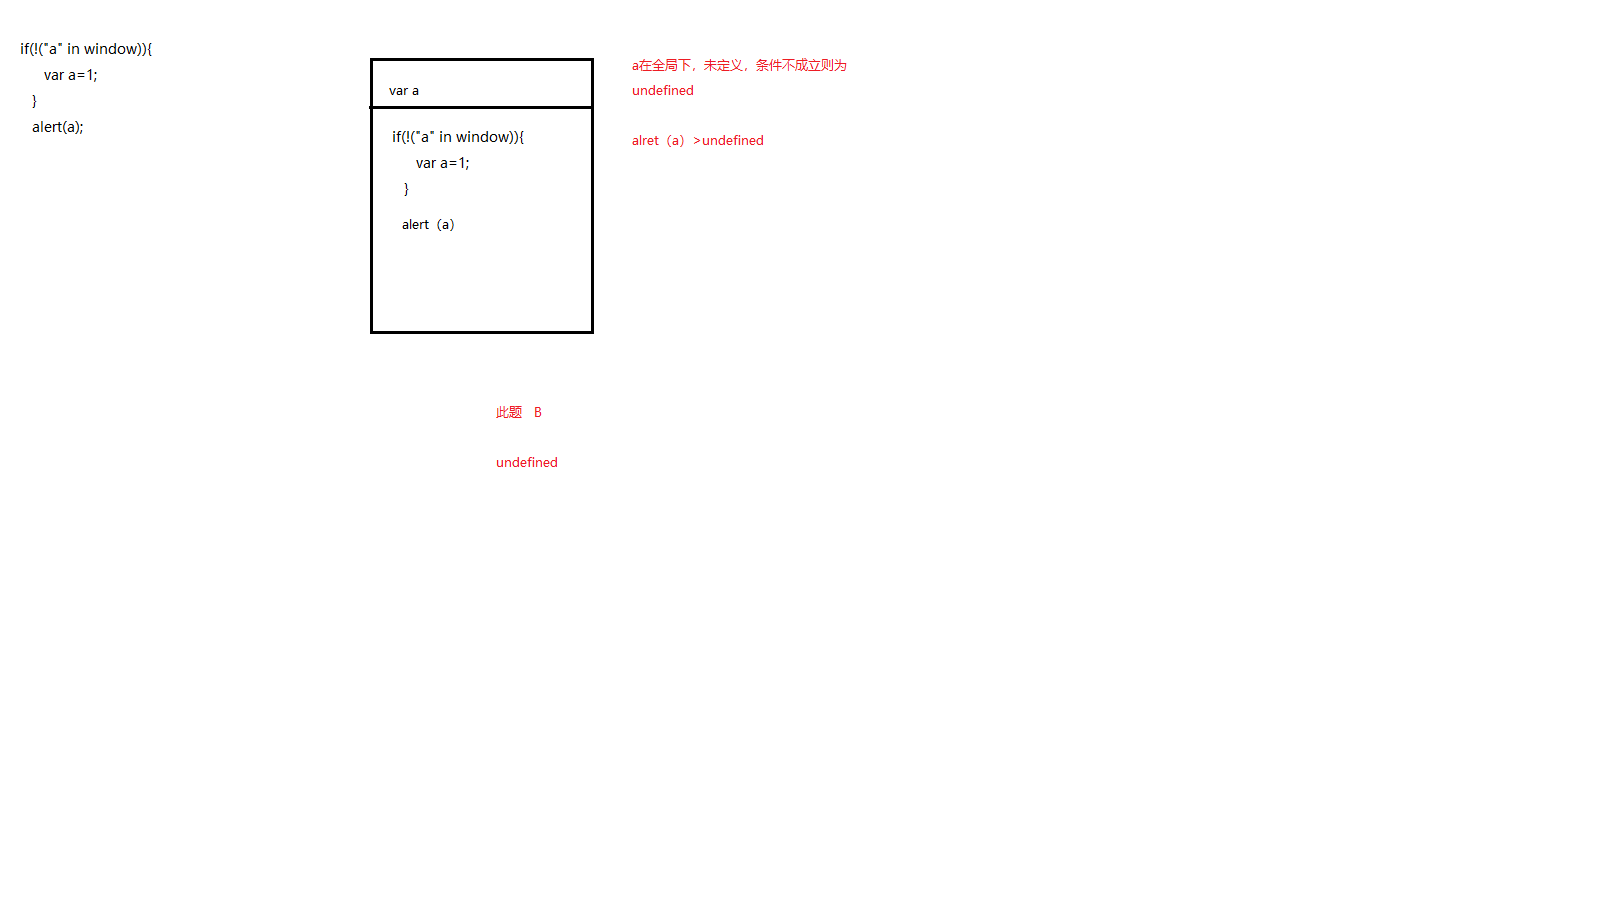 if(!("a" in window)){
var a=1;
}
alert(a);
var a
if(!("a" in window)){
var a=1;
}
alert（a）
a在全局下，未定义，条件不成立则为
undefined
alret（a）>undefined
此题 B
undefined